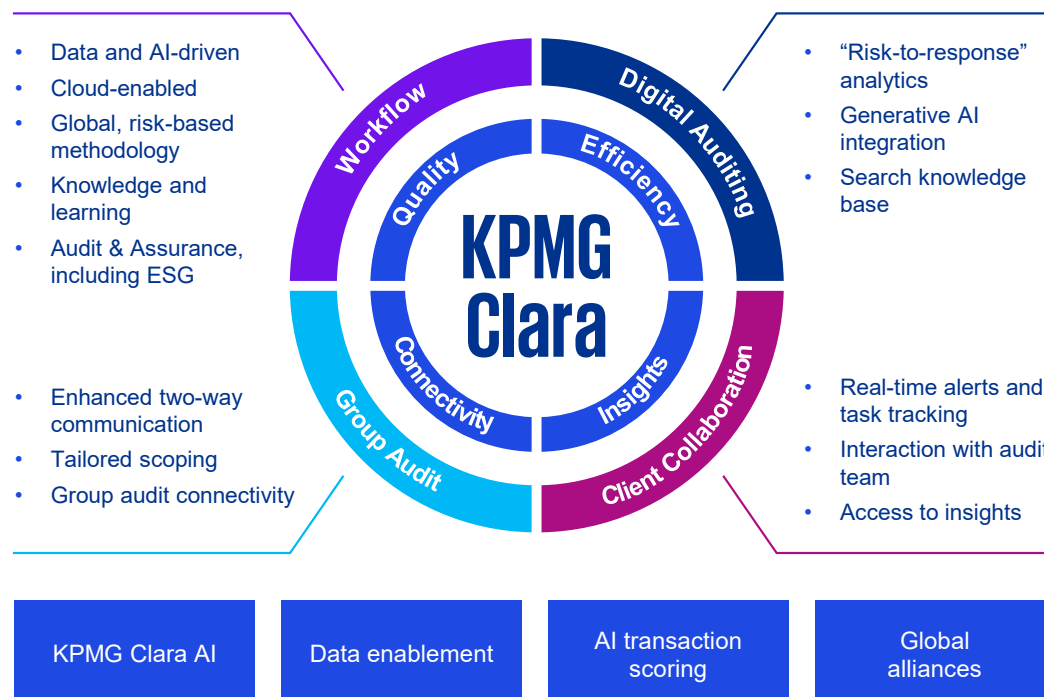 • Data and AI-driven
• Cloud-enabled
• Global, risk-based
methodology
• Knowledge and
learning
• Audit & Assurance,
including ESG
• “Risk-to-response”
analytics
• Generative AI
integration
• Search knowledge
base
Workflow
Digital Auditing
Quality
Efficiency
KPMG
Clara
Connectivity
Insights
Group Audit
Client Collaboration
• Enhanced two-way
communication
• Tailored scoping
• Group audit connectivity
• Real-time alerts and
task tracking
• Interaction with audit
team
• Access to insights
KPMG Clara AI
Data enablement
AI transaction
scoring
Global
alliances